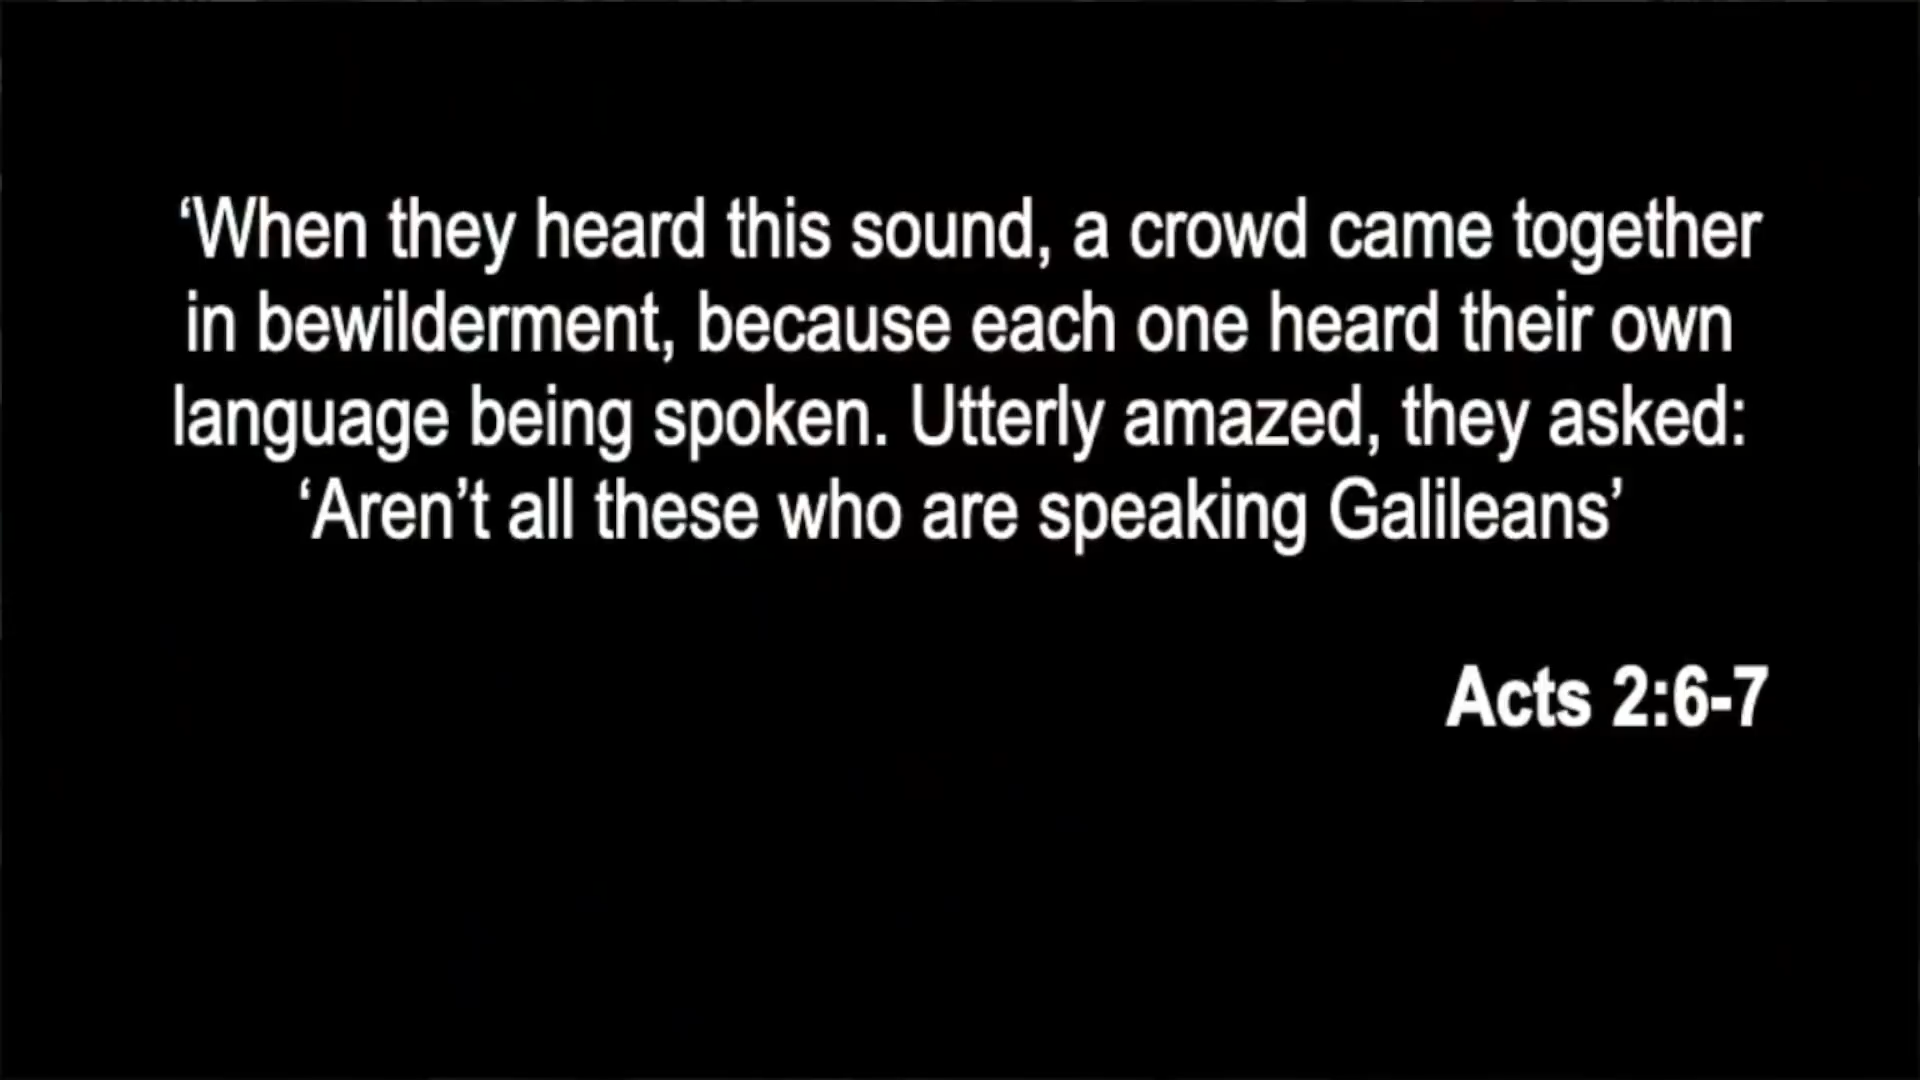 ‘When they heard this sound, a crowd came together
in bewilderment, because each one heard their own
language being spoken. Utterly amazed, they asked:
‘Aren’t all these who are speaking Galileans’
Acts 2:6-7